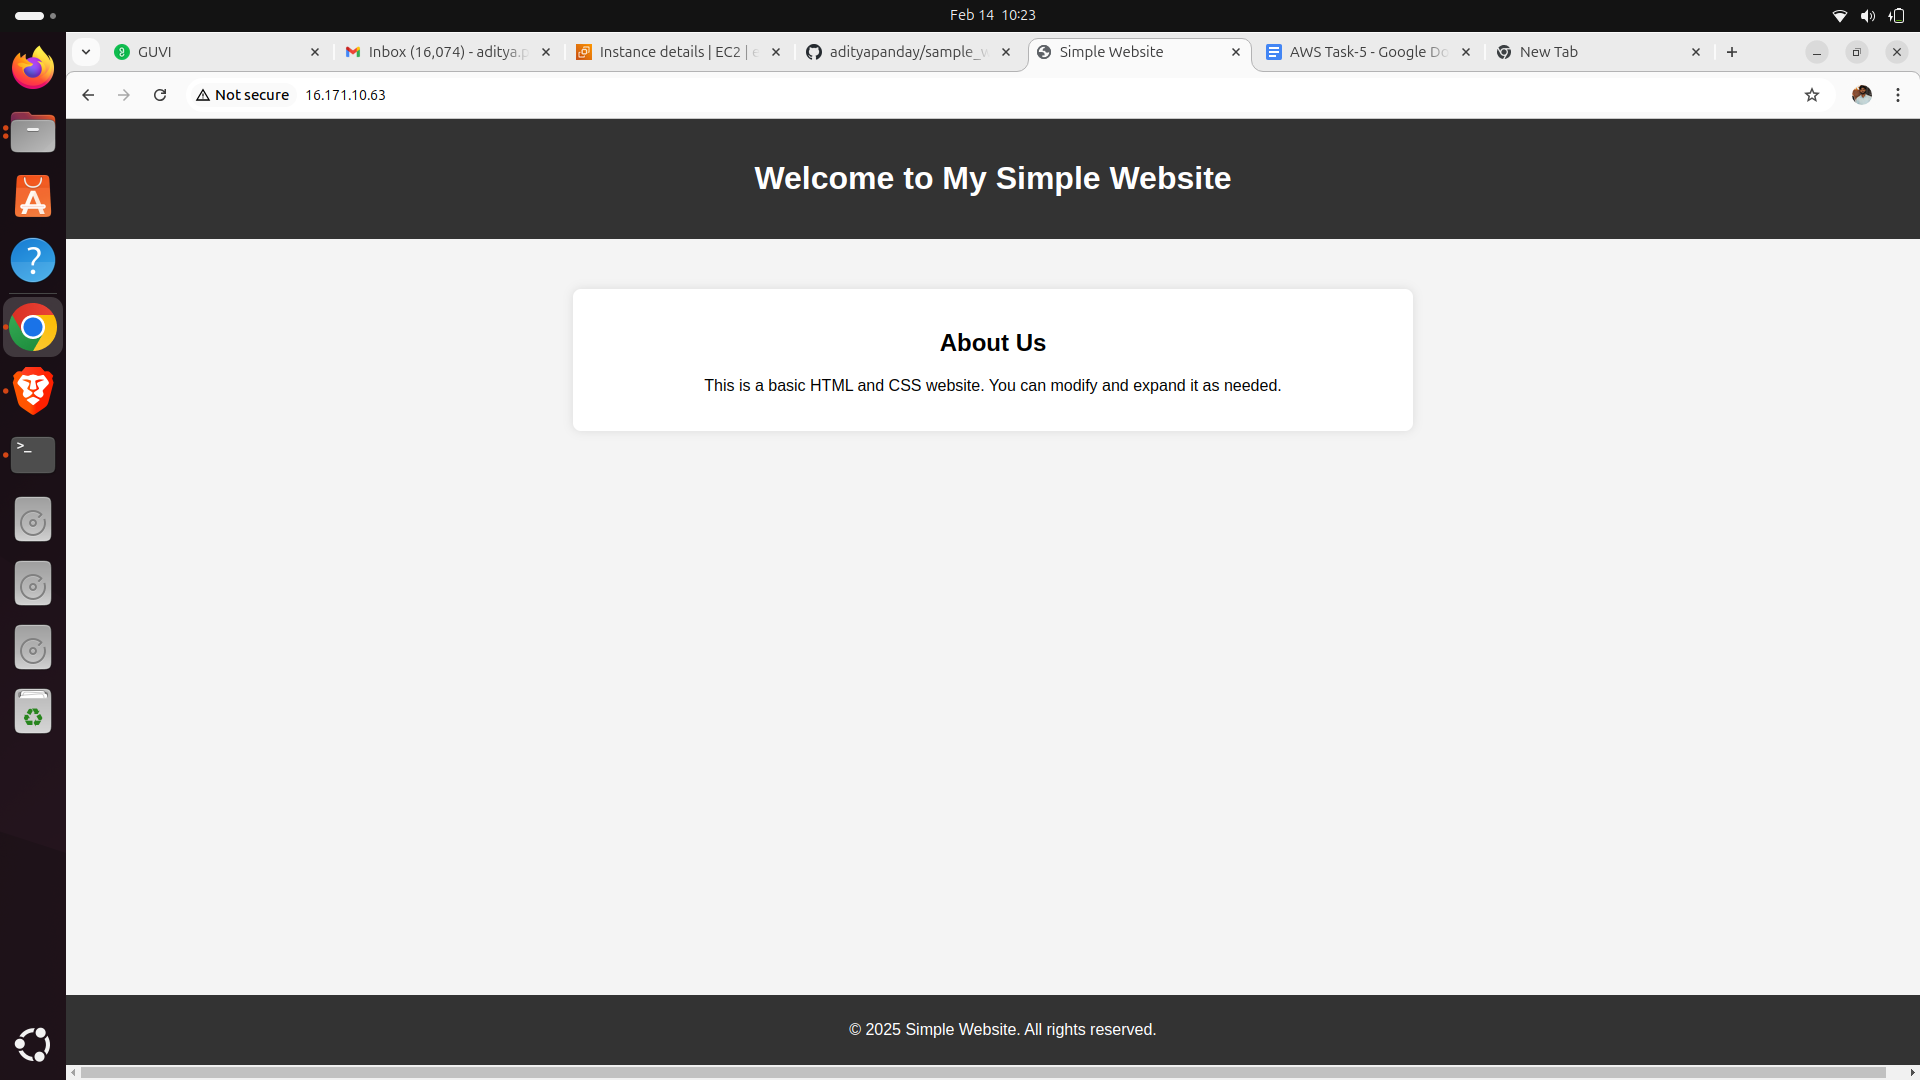 Feb 14 10:23
GUVI
Inbox (16,074) - aditya.p
Instance details | EC2 | e
adityapanday/sample_w
Simple Website
AWS Task-5 - Google Do
New Tab
Not secure
16.171.10.63
Welcome to My Simple Website
About Us
This is a basic HTML and CSS website. You can modify and expand it as needed.
© 2025 Simple Website. All rights reserved.